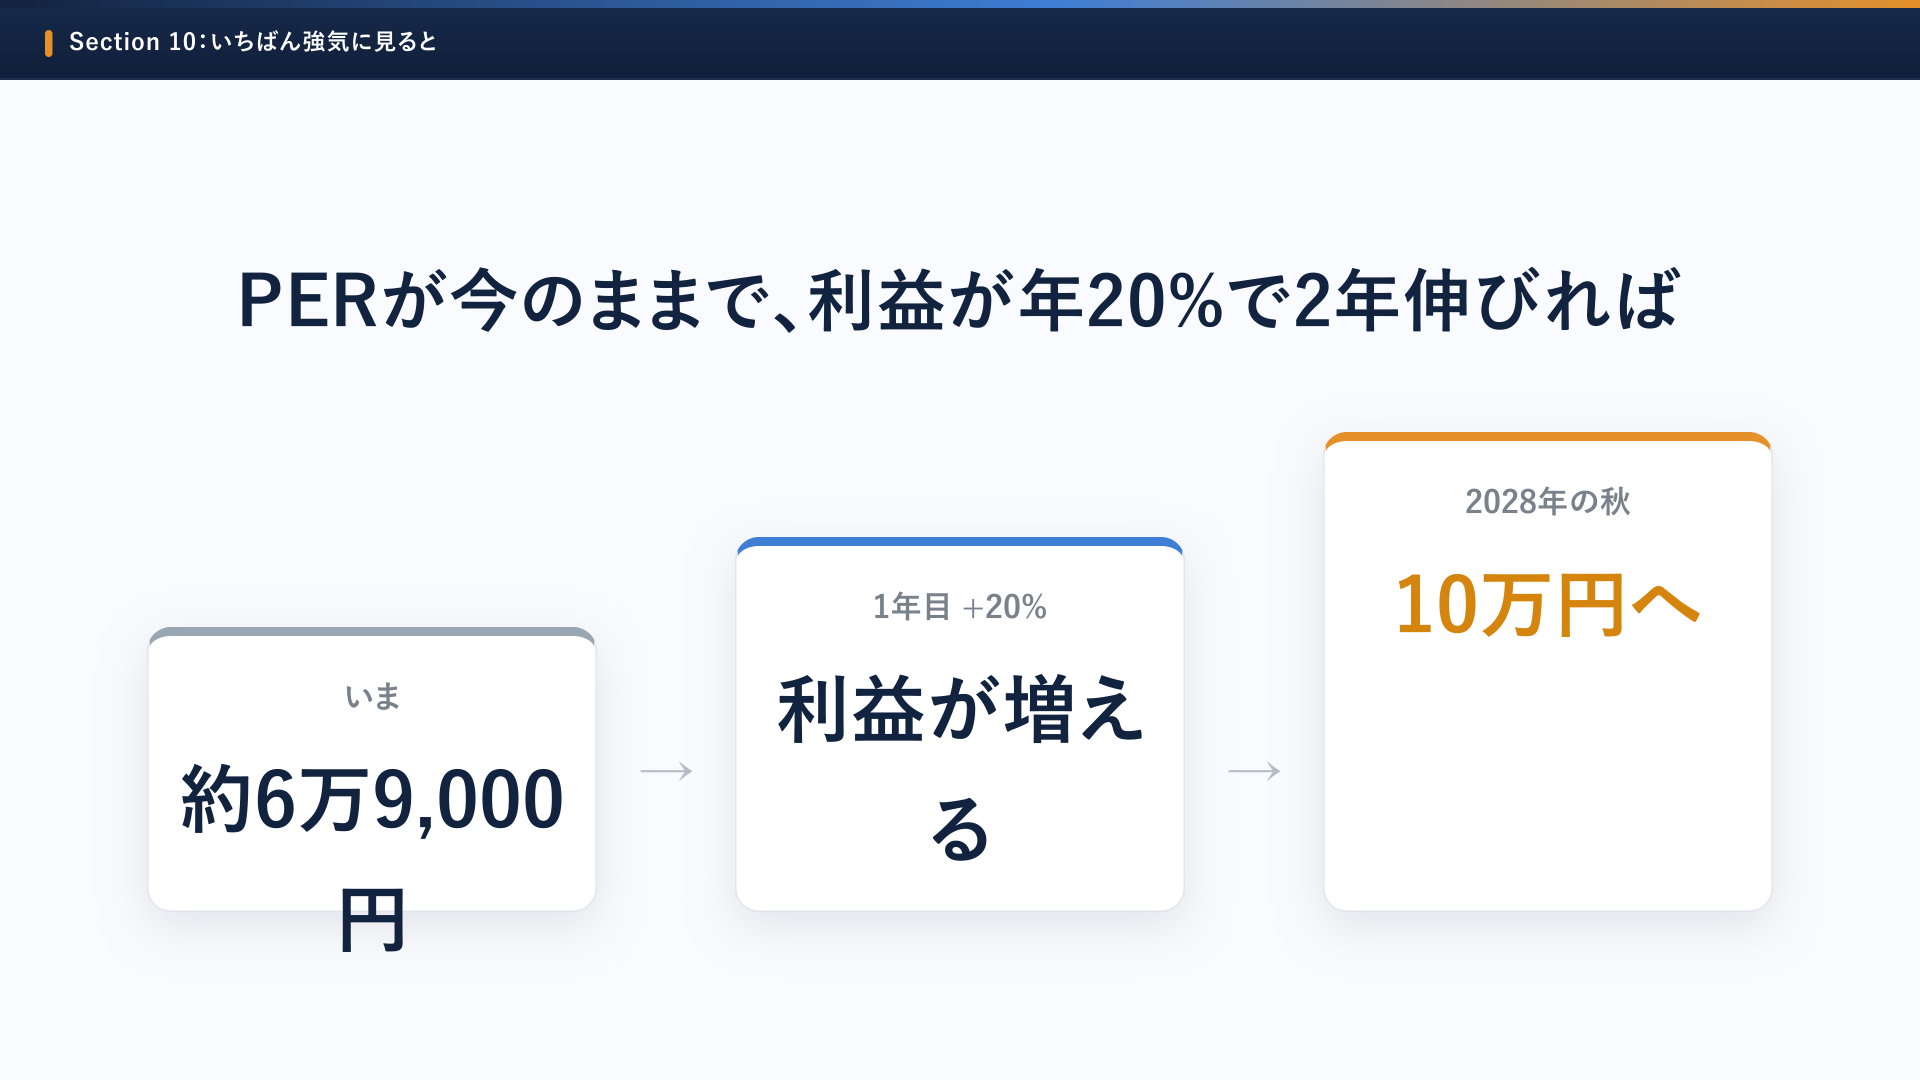 Section 10：いちばん強気に見ると
PERが今のままで、利益が年20%で2年伸びれば
いま
約6万9,000
円
→
1年目 +20%
利益が増え
る
→
2028年の秋
10万円へ